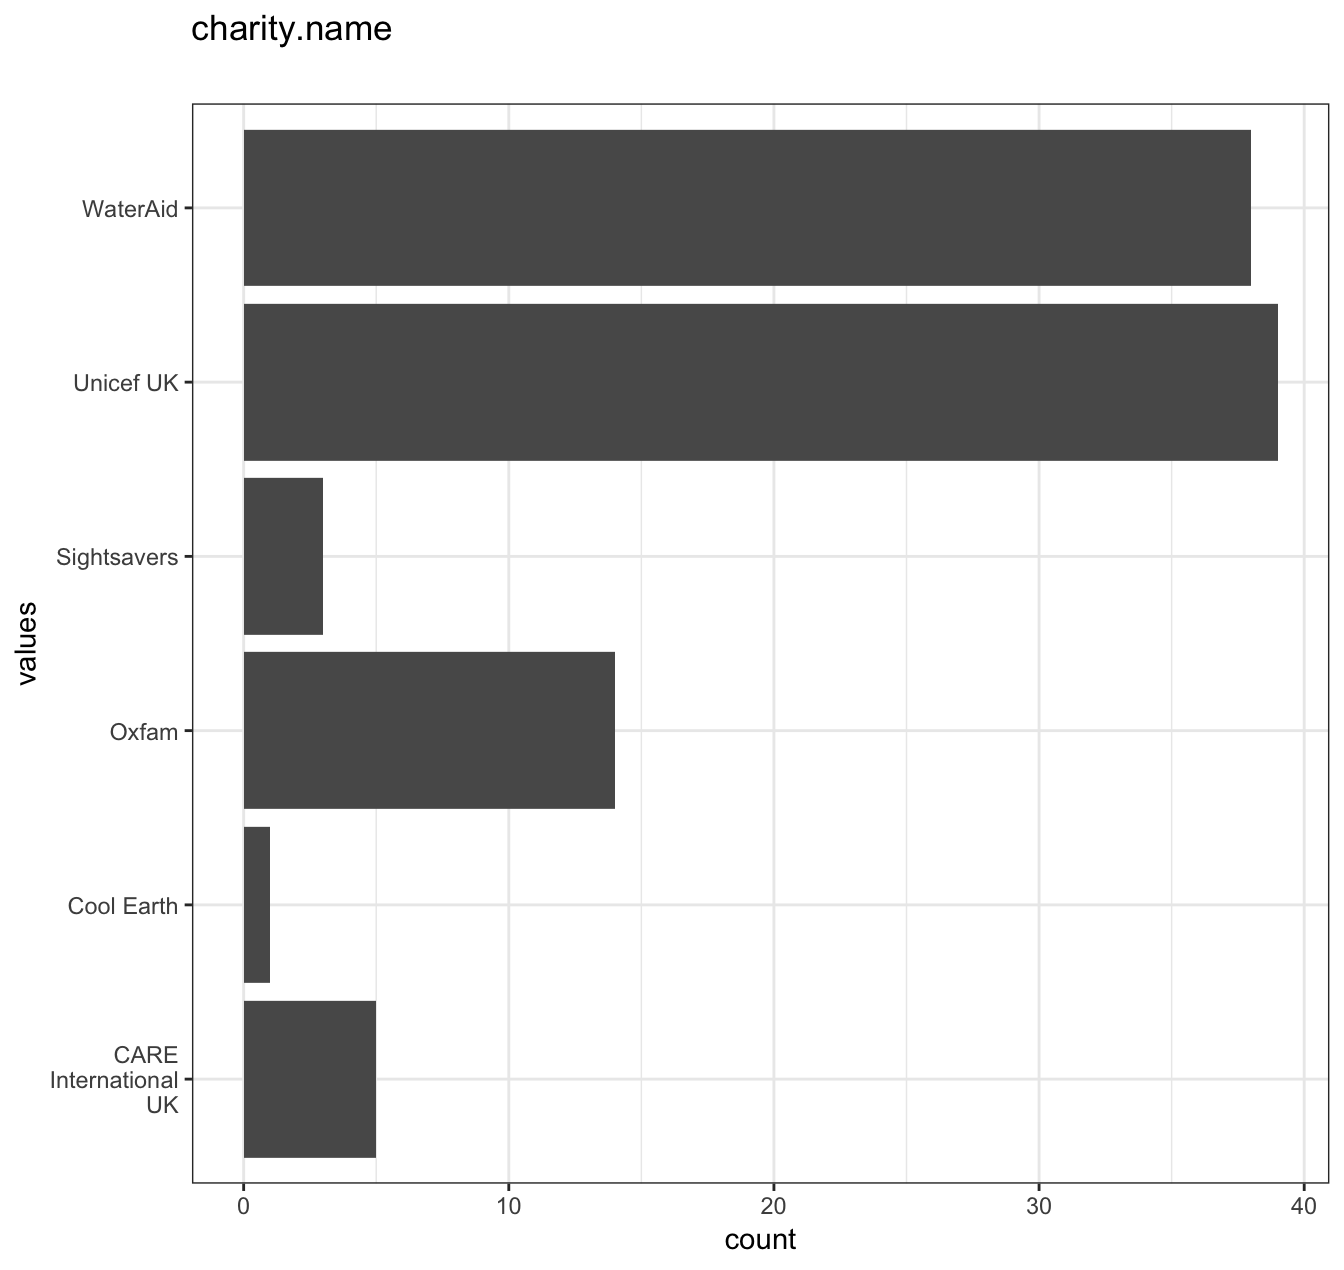 charity.name
WaterAid
Unicef UK
Sightsavers
values
Oxfam
Cool Earth
CARE
International
UK
0 10 20 30 40
count